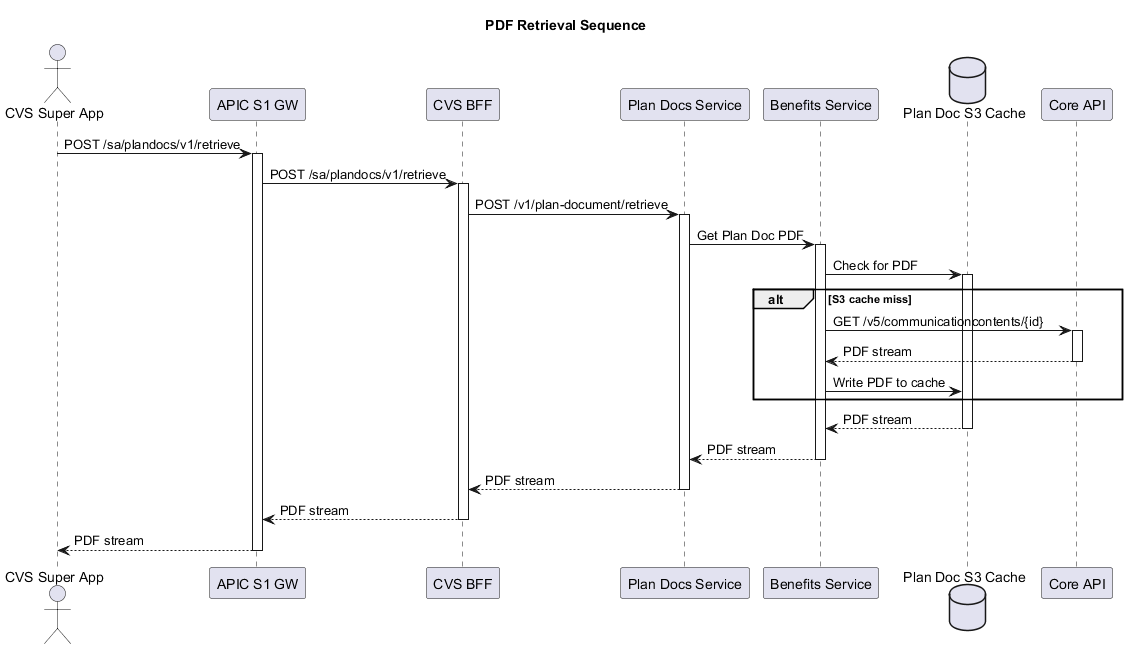 PDF Retrieval Sequence
CVS Super App
APIC S1 GW
CVS BFF
Plan Docs Service
Benefits Service
Plan Doc S3 Cache
Core API
POST /sa/plandocs/v1/retrieve
POST /sa/plandocs/v1/retrieve
POST /v1/plan-document/retrieve
Get Plan Doc PDF
Check for PDF
alt
[S3 cache miss]
GET /v5/communicationcontents/{id}
PDF stream
Write PDF to cache
PDF stream
PDF stream
PDF stream
PDF stream
PDF stream
CVS Super App
APIC S1 GW
CVS BFF
Plan Docs Service
Benefits Service
Plan Doc S3 Cache
Core API